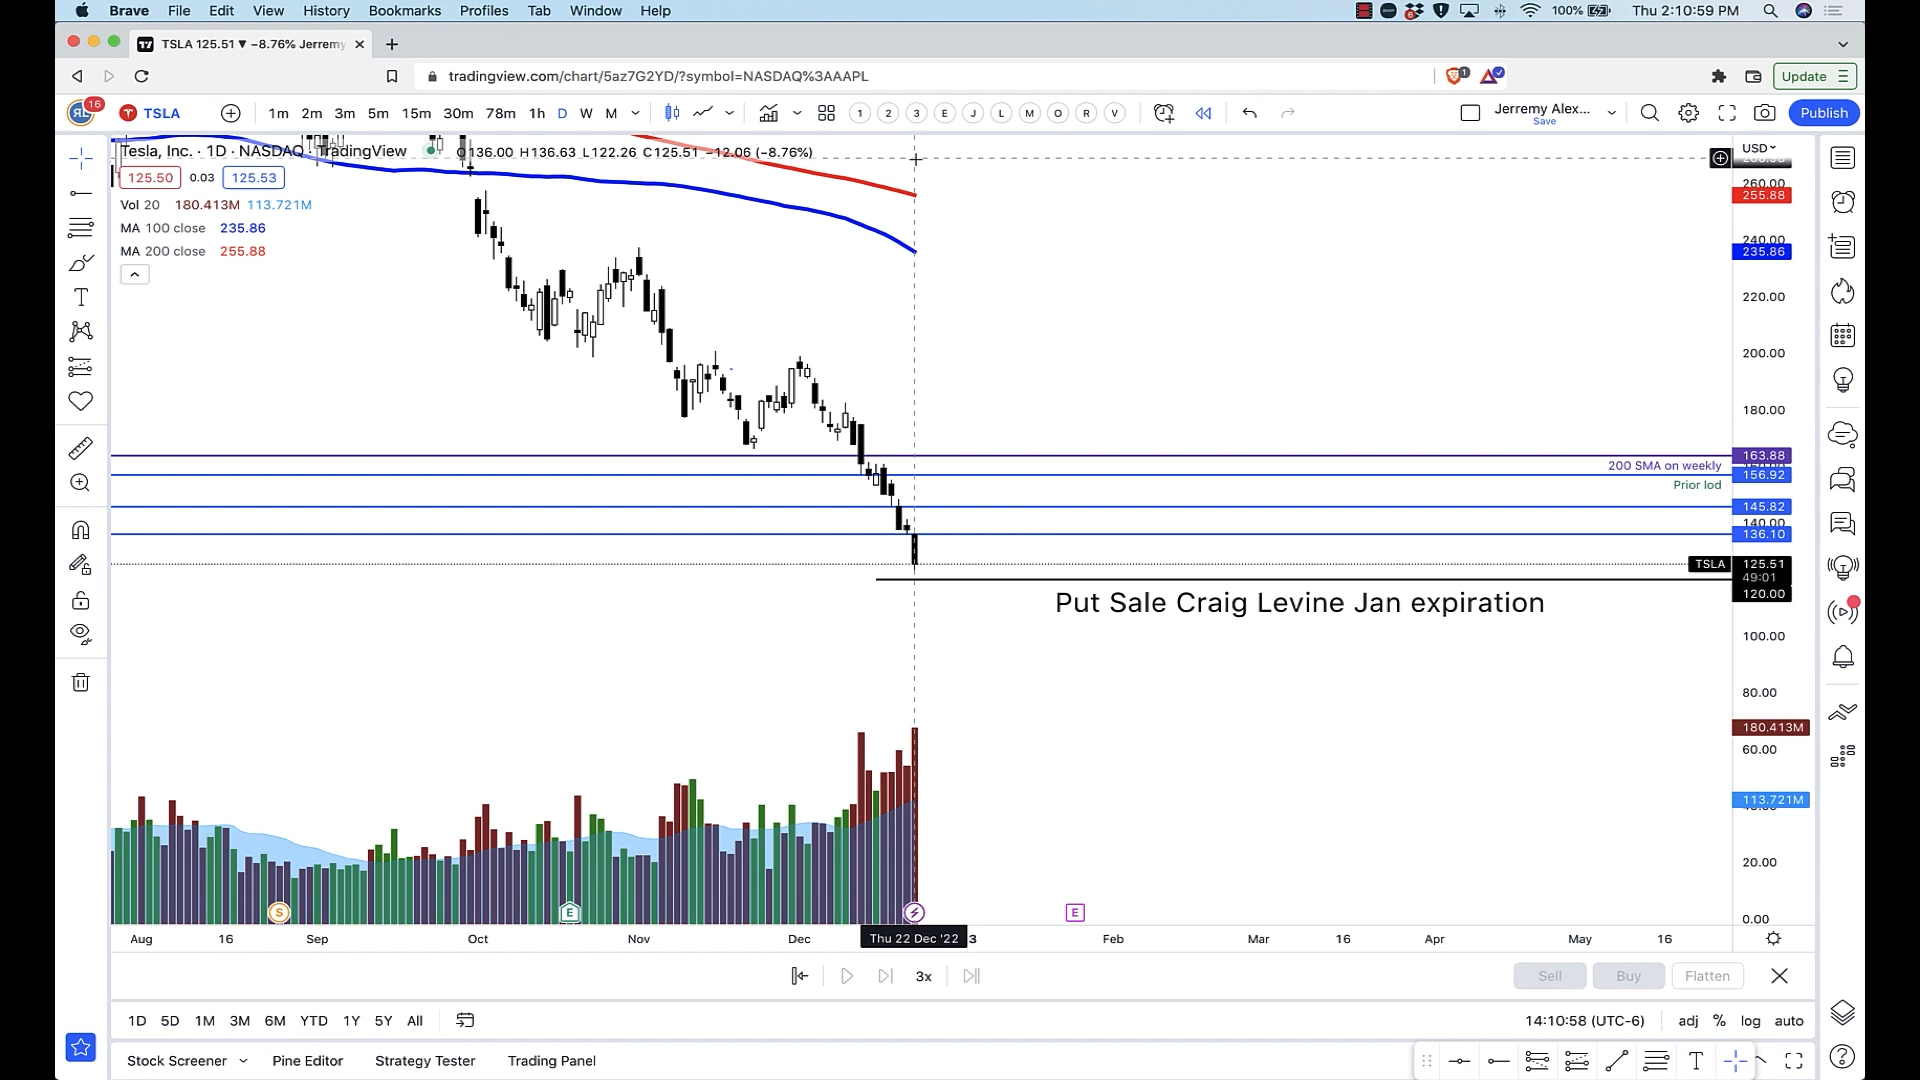 Brave File Edit View History Bookmarks Profiles Tab Window Help 6 100% Thu 2:10:59 PM
TSLA 125.51 ▼ −8.76% Jerremy
tradingview.com/chart/5az7G2YD/?symbol=NASDAQ%3AAAPL 1 Update
16 TSLA 1m 2m 3m 5m 15m 30m 78m 1h D W M 1 2 3 E J L M O R V Jerremy Alex... Save Publish
Tesla, Inc. · 1D · NASDAQ · TradingView O136.00 H136.63 L122.26 C125.51 −12.06 (−8.76%)
USD
125.50 0.03 125.53
260.00
255.88
Vol 20 180.413M 113.721M
MA 100 close 235.86
MA 200 close 255.88
240.00
235.86
220.00
200.00
180.00
163.88
200 SMA on weekly
156.92
Prior lod
145.82
140.00
136.10
TSLA 125.51
49:01
120.00
Put Sale Craig Levine Jan expiration
100.00
80.00
180.413M
60.00
113.721M
20.00
S E E
0.00
Aug 16 Sep Oct Nov Dec Thu 22 Dec '22 3 Feb Mar 16 Apr May 16
3x Sell Buy Flatten
1D 5D 1M 3M 6M YTD 1Y 5Y All 14:10:58 (UTC-6) adj % log auto
Stock Screener Pine Editor Strategy Tester Trading Panel